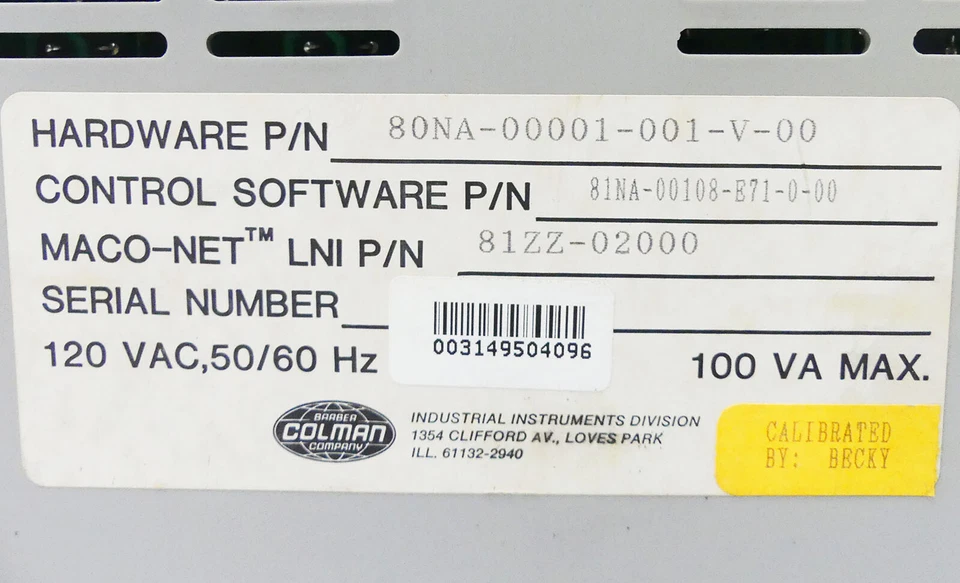 HARDWARE P/N 80NA-00001-001-V-00
CONTROL SOFTWARE P/N 81NA-00108-E71-0-00
MACO-NET™ LNI P/N 81ZZ-02000
SERIAL NUMBER
003149504096
120 VAC,50/60 Hz 100 VA MAX.
BARBER
COLMAN
COMPANY
INDUSTRIAL INSTRUMENTS DIVISION
1354 CLIFFORD AV., LOVES PARK
ILL. 61132-2940
CALIBRATED
BY: BECKY